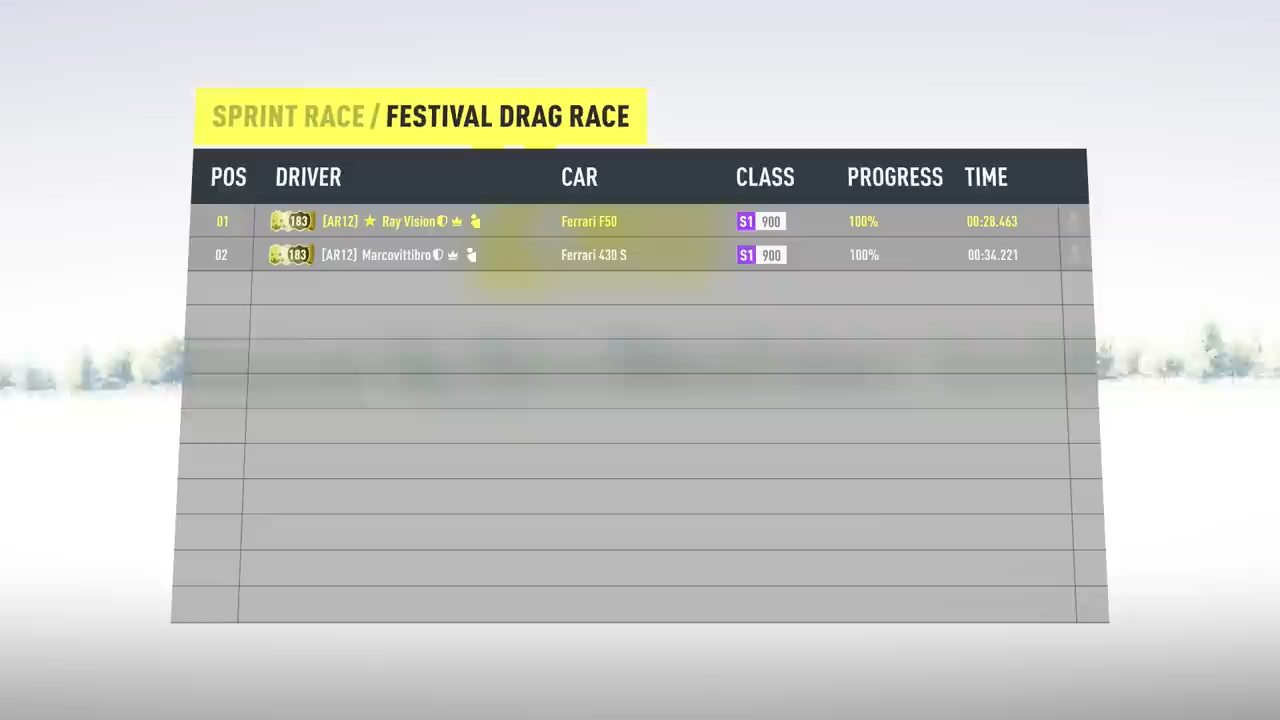 SPRINT RACE / FESTIVAL DRAG RACE
POS DRIVER CAR CLASS PROGRESS TIME
01 183 [AR12] ★ Ray Vision Ferrari F50 S1 900 100% 00:28.463
02 183 [AR12] Marcovittibro Ferrari 430 S S1 900 100% 00:34.221